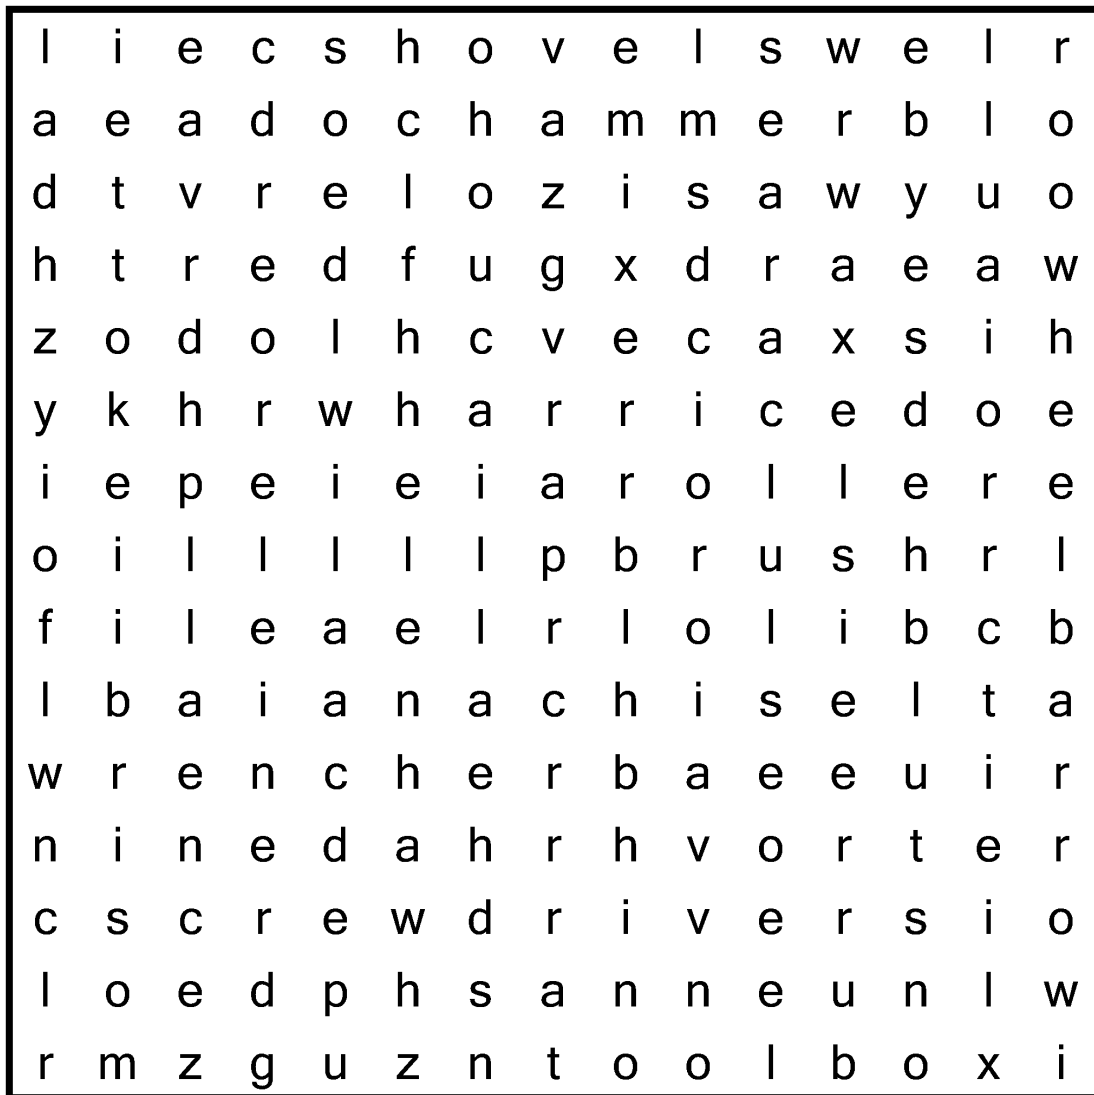 l i e c s h o v e l s w e l r
a e a d o c h a m m e r b l o
d t v r e l o z i s a w y u o
h t r e d f u g x d r a e a w
z o d o l h c v e c a x s i h
y k h r w h a r r i c e d o e
i e p e i e i a r o l l e r e
o i l l l l l p b r u s h r l
f i l e a e l r l o l i b c b
l b a i a n a c h i s e l t a
w r e n c h e r b a e e u i r
n i n e d a h r h v o r t e r
c s c r e w d r i v e r s i o
l o e d p h s a n n e u n l w
r m z g u z n t o o l b o x i